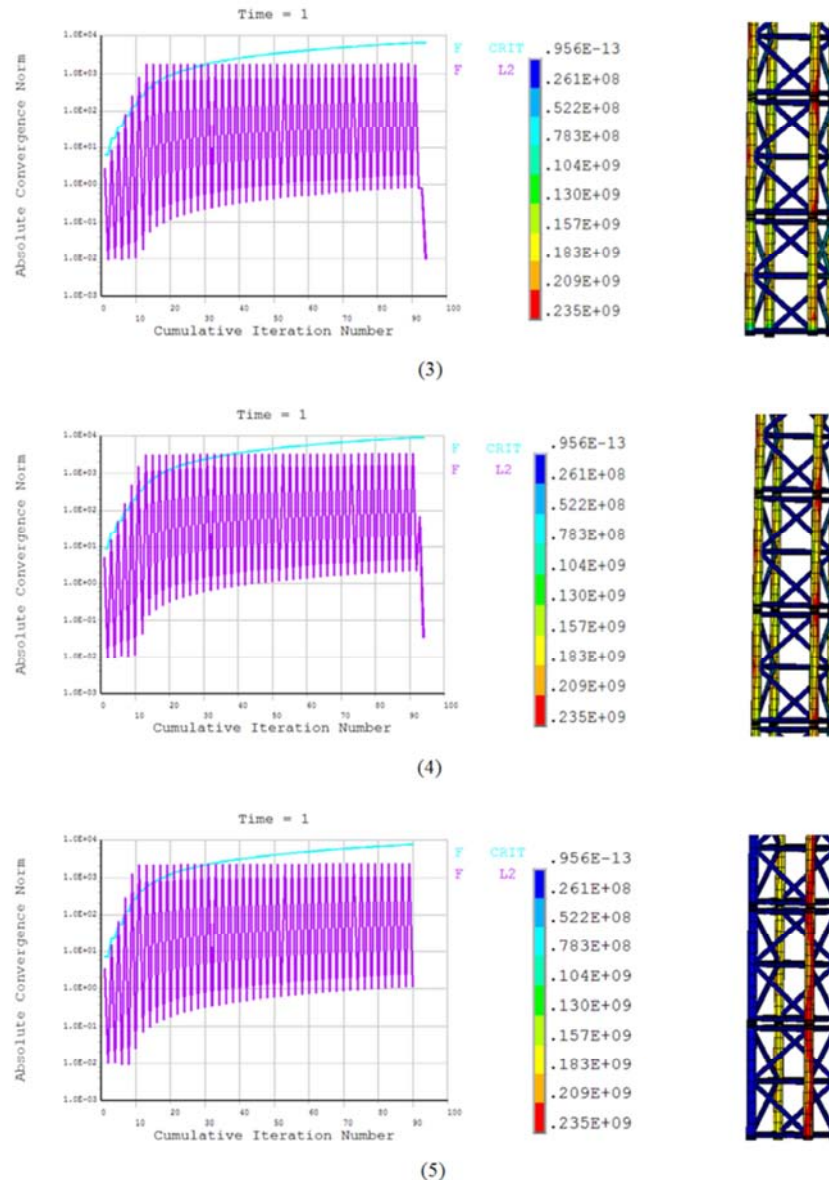 Time = 1
Absolute Convergence Norm
1.0E+04
1.0E+03
1.0E+02
1.0E+01
1.0E+00
1.0E-01
1.0E-02
1.0E-03
0 10 20 30 40 50 60 70 80 90 100
Cumulative Iteration Number
F CRIT
F L2
.956E-13
.261E+08
.522E+08
.783E+08
.104E+09
.130E+09
.157E+09
.183E+09
.209E+09
.235E+09
(3)
Time = 1
Absolute Convergence Norm
1.0E+04
1.0E+03
1.0E+02
1.0E+01
1.0E+00
1.0E-01
1.0E-02
1.0E-03
0 10 20 30 40 50 60 70 80 90 100
Cumulative Iteration Number
F CRIT
F L2
.956E-13
.261E+08
.522E+08
.783E+08
.104E+09
.130E+09
.157E+09
.183E+09
.209E+09
.235E+09
(4)
Time = 1
Absolute Convergence Norm
1.0E+04
1.0E+03
1.0E+02
1.0E+01
1.0E+00
1.0E-01
1.0E-02
1.0E-03
0 10 20 30 40 50 60 70 80 90 100
Cumulative Iteration Number
F CRIT
F L2
.956E-13
.261E+08
.522E+08
.783E+08
.104E+09
.130E+09
.157E+09
.183E+09
.209E+09
.235E+09
(5)